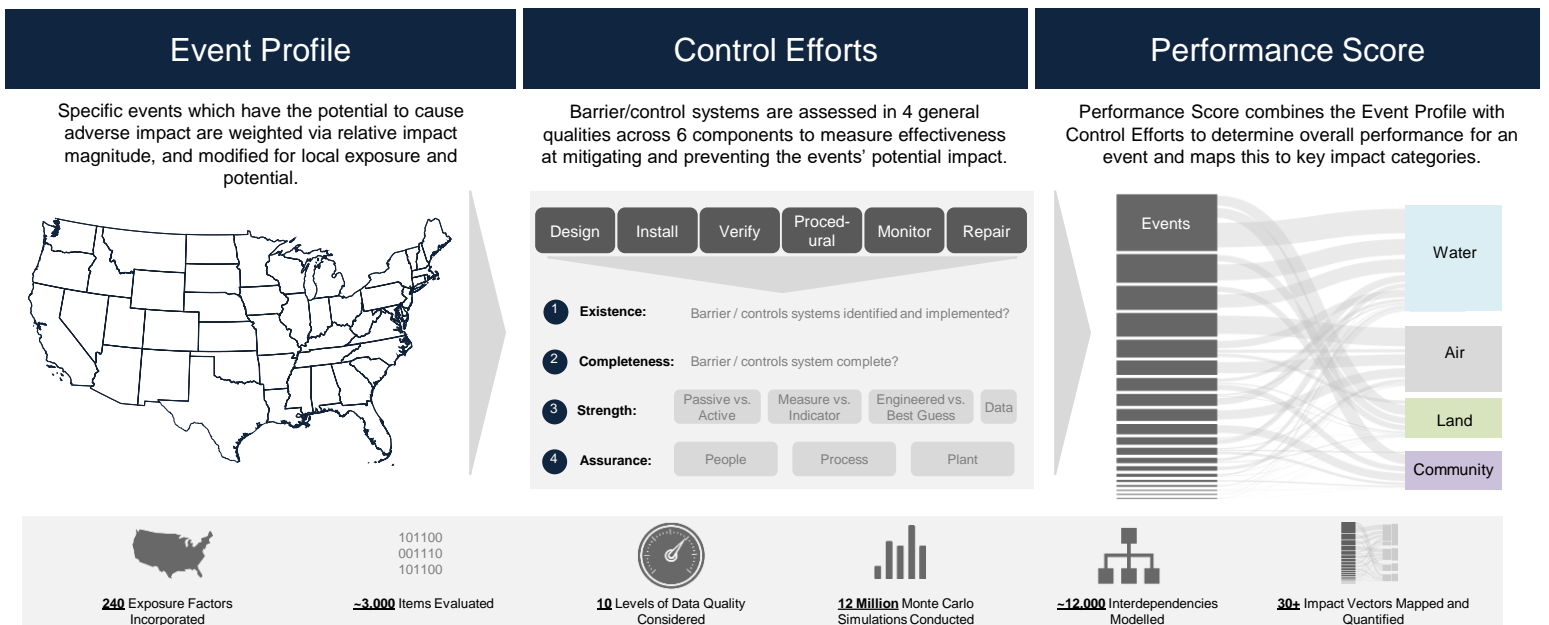 Event Profile
Control Efforts
Performance Score
Specific events which have the potential to cause
adverse impact are weighted via relative impact
magnitude, and modified for local exposure and
potential.
Barrier/control systems are assessed in 4 general
qualities across 6 components to measure effectiveness
at mitigating and preventing the events’ potential impact.
Performance Score combines the Event Profile with
Control Efforts to determine overall performance for an
event and maps this to key impact categories.
Design
Install
Verify
Proced-
ural
Monitor
Repair
1
Existence:
Barrier / controls systems identified and implemented?
2
Completeness:
Barrier / controls system complete?
3
Strength:
Passive vs.
Active
Measure vs.
Indicator
Engineered vs.
Best Guess
Data
4
Assurance:
People
Process
Plant
Events
Water
Air
Land
Community
101100
001110
101100
240 Exposure Factors
Incorporated
~3,000 Items Evaluated
10 Levels of Data Quality
Considered
12 Million Monte Carlo
Simulations Conducted
~12,000 Interdependencies
Modelled
30+ Impact Vectors Mapped and
Quantified